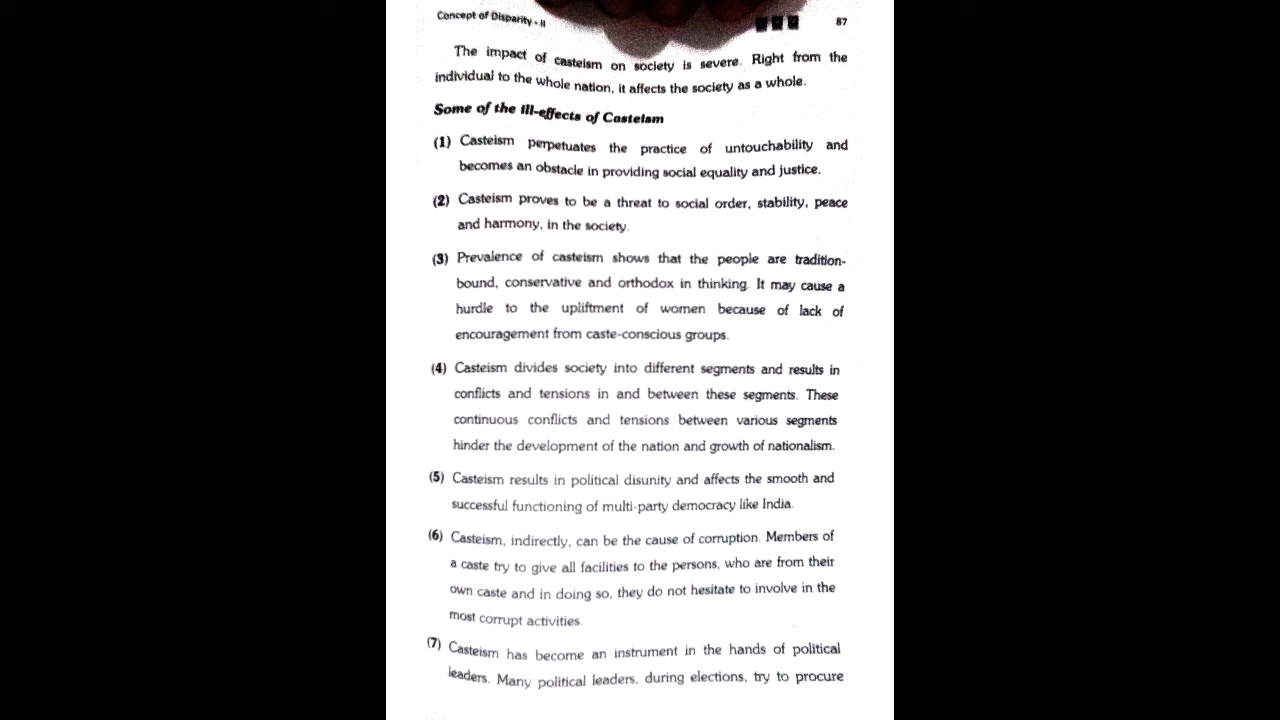 Concept of Disparity - II
87
The impact of casteism on society is severe. Right from the
individual to the whole nation, it affects the society as a whole.
Some of the ill-effects of Casteism
(1) Casteism perpetuates the practice of untouchability and
becomes an obstacle in providing social equality and justice.
(2) Casteism proves to be a threat to social order, stability, peace
and harmony, in the society.
(3) Prevalence of casteism shows that the people are tradition-
bound, conservative and orthodox in thinking. It may cause a
hurdle to the upliftment of women because of lack of
encouragement from caste-conscious groups.
(4) Casteism divides society into different segments and results in
conflicts and tensions in and between these segments. These
continuous conflicts and tensions between various segments
hinder the development of the nation and growth of nationalism.
(5) Casteism results in political disunity and affects the smooth and
successful functioning of multi-party democracy like India.
(6) Casteism, indirectly, can be the cause of corruption. Members of
a caste try to give all facilities to the persons, who are from their
own caste and in doing so, they do not hesitate to involve in the
most corrupt activities.
(7) Casteism has become an instrument in the hands of political
leaders. Many political leaders, during elections, try to procure